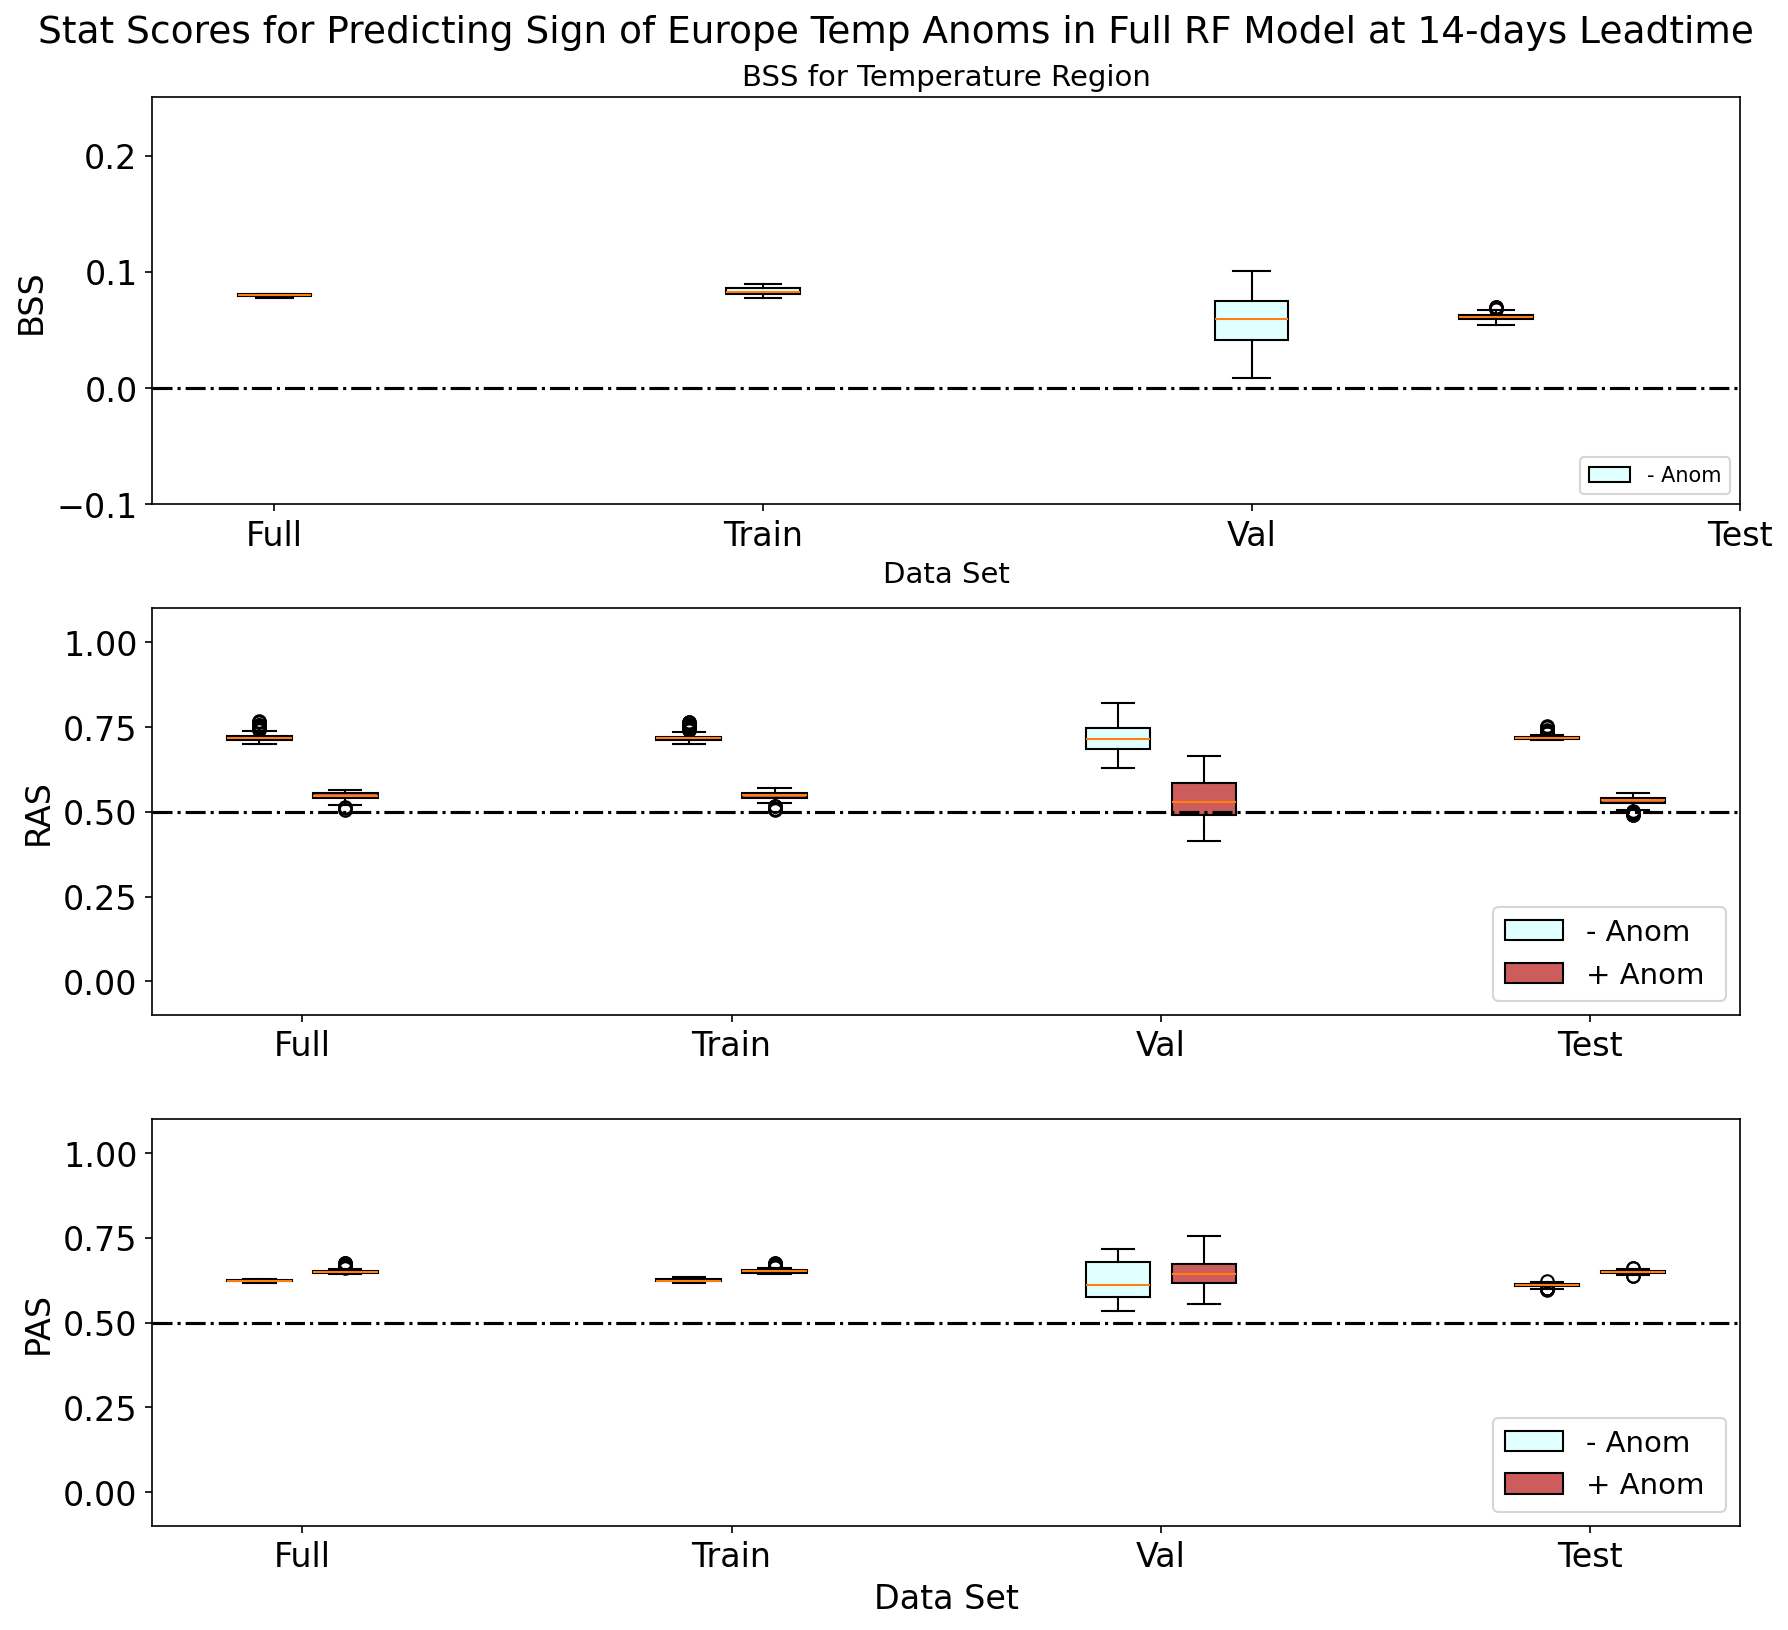 Stat Scores for Predicting Sign of Europe Temp Anoms in Full RF Model at 14-days Leadtime
BSS for Temperature Region
BSS
0.2
0.1
0.0
−0.1
- Anom
Full Train Val Test
Data Set
RAS
1.00
0.75
0.50
0.25
0.00
- Anom
+ Anom
Full Train Val Test
PAS
1.00
0.75
0.50
0.25
0.00
- Anom
+ Anom
Full Train Val Test
Data Set